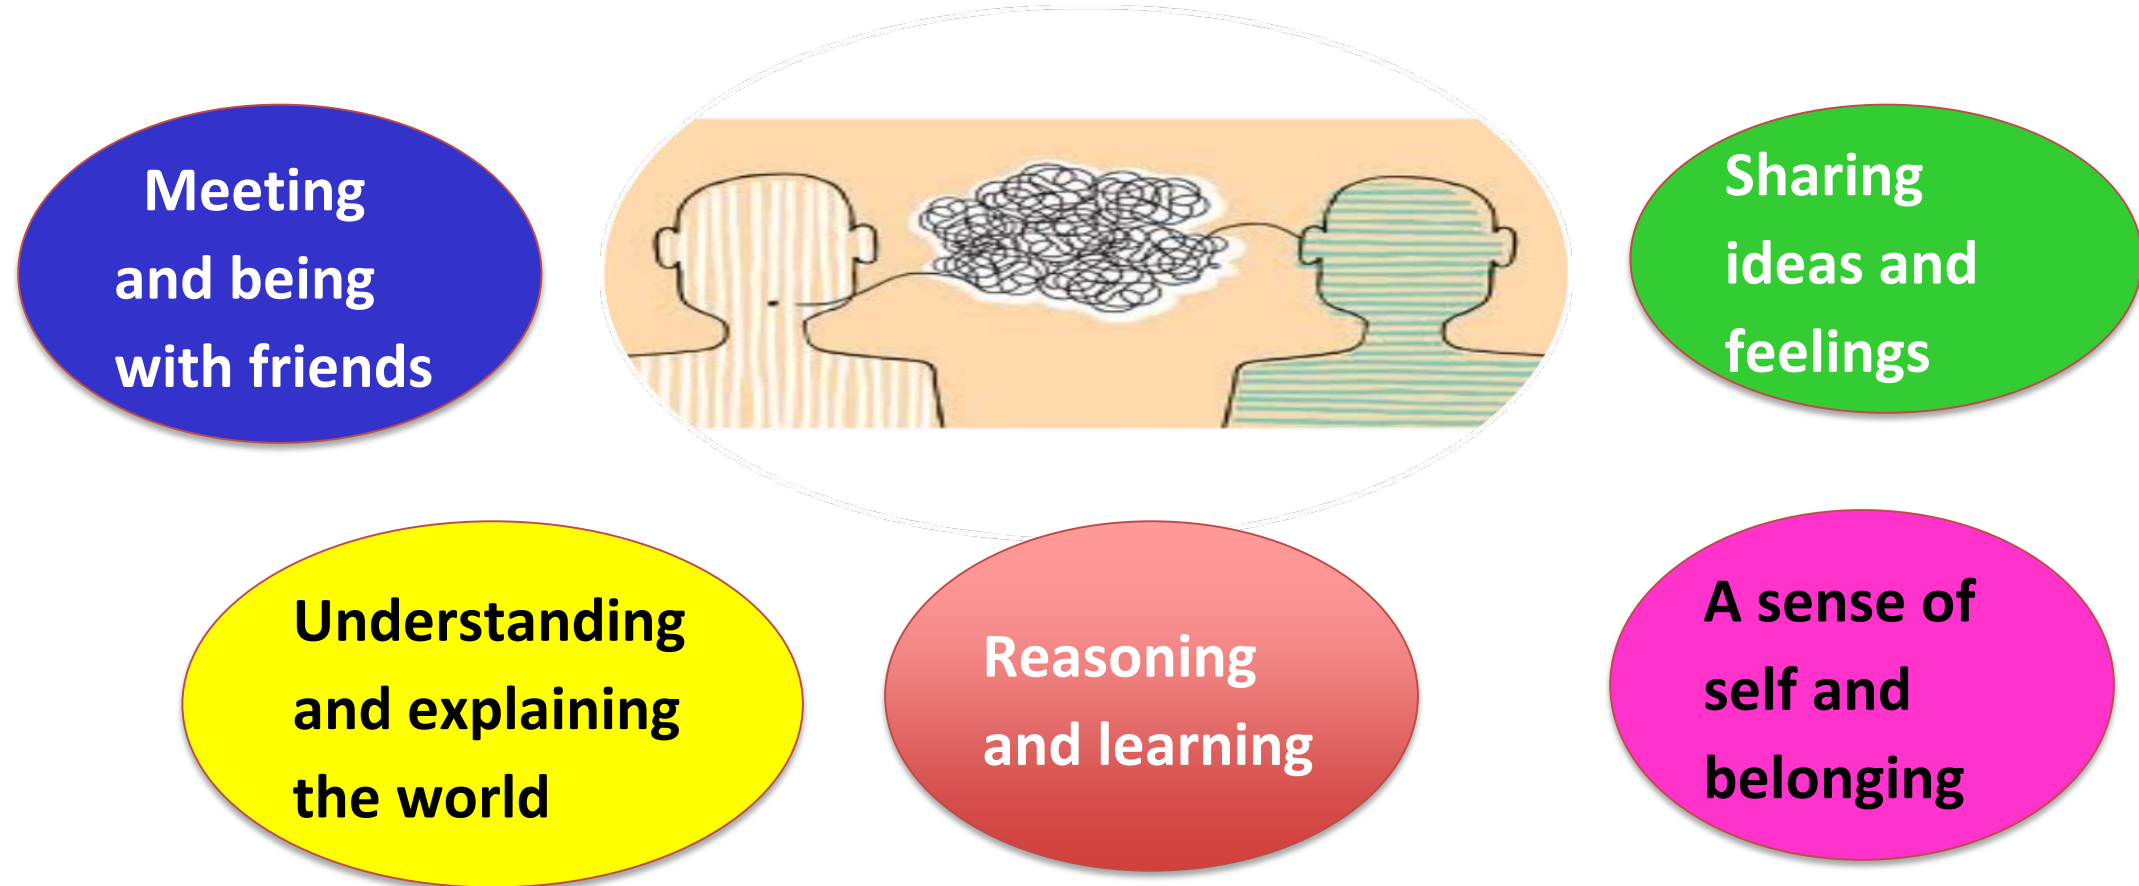 Meeting
and being
with friends
Sharing
ideas and
feelings
Understanding
and explaining
the world
Reasoning
and learning
A sense of
self and
belonging